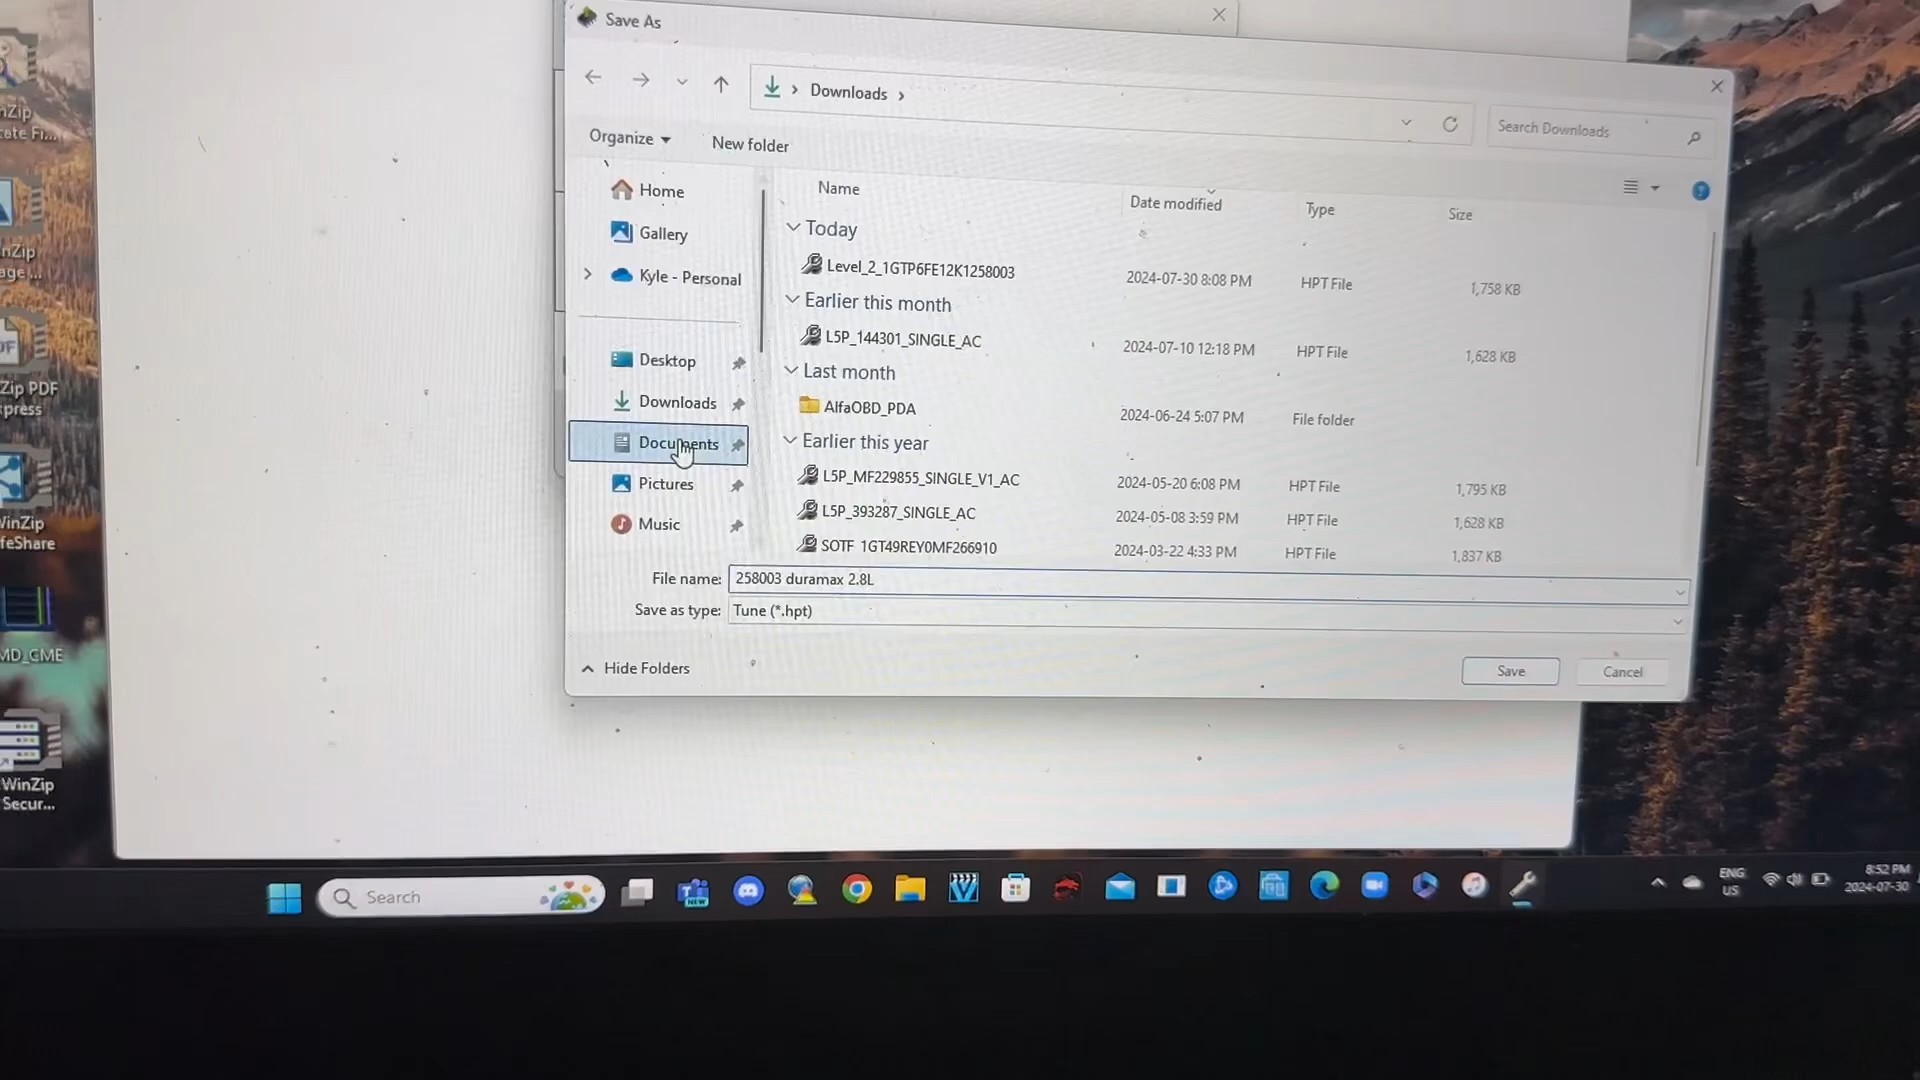 Save As
Downloads
Search Downloads
Organize
New folder
Name
Date modified
Type
Size
Home
Gallery
Kyle - Personal
Desktop
Downloads
Documents
Pictures
Music
Today
Level_2_1GTP6FE12K1258003 2024-07-30 8:08 PM HPT File 1,758 KB
Earlier this month
L5P_144301_SINGLE_AC 2024-07-10 12:18 PM HPT File 1,628 KB
Last month
AlfaOBD_PDA 2024-06-24 5:07 PM File folder
Earlier this year
L5P_MF229855_SINGLE_V1_AC 2024-05-20 6:08 PM HPT File 1,795 KB
L5P_393287_SINGLE_AC 2024-05-08 3:59 PM HPT File 1,628 KB
SOTF 1GT49REY0MF266910 2024-03-22 4:33 PM HPT File 1,837 KB
File name: 258003 duramax 2.8L
Save as type: Tune (*.hpt)
Hide Folders
Save
Cancel
nZip
ate Fi...
nZip
age ...
Zip PDF
xpress
WinZip
feShare
MD_CME
WinZip
Secur...
Search
NEW
ENG
US
8:52 PM
2024-07-30